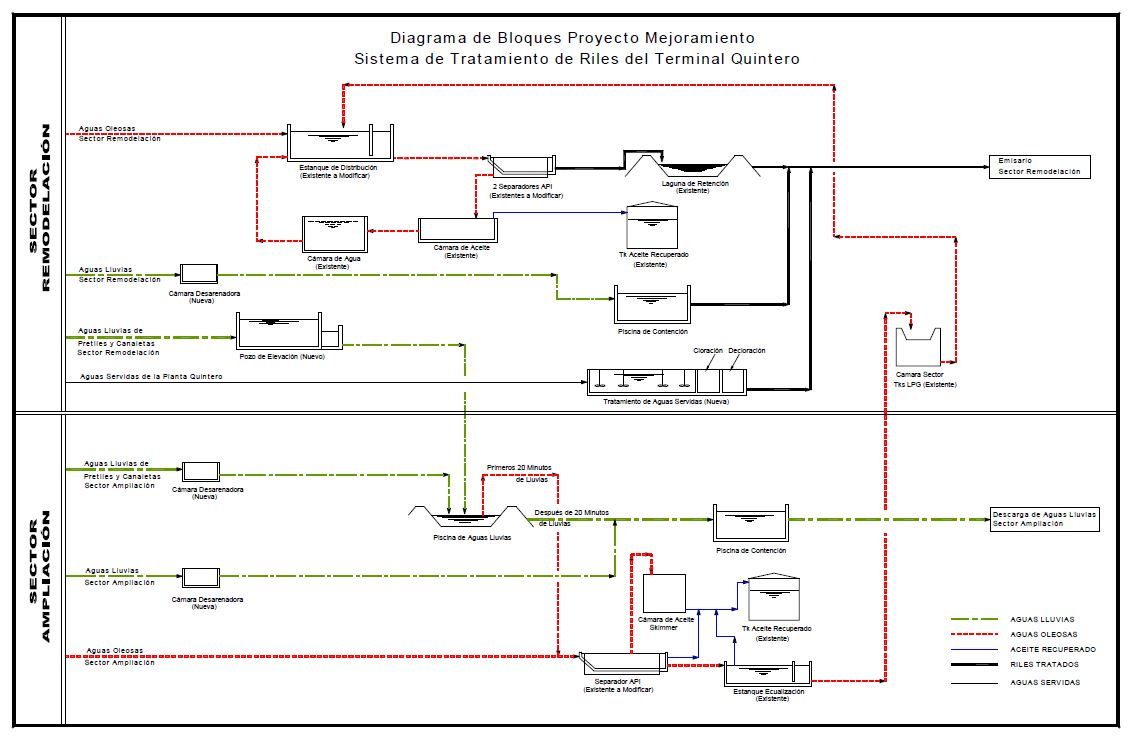 Diagrama de Bloques Proyecto Mejoramiento
Sistema de Tratamiento de Riles del Terminal Quintero
SECTOR
REMODELACIÓN
Aguas Oleosas
Sector Remodelación
Estanque de Distribución
(Existente a Modificar)
2 Separadores API
(Existentes a Modificar)
Laguna de Retención
(Existente)
Emisario
Sector Remodelación
Cámara de Agua
(Existente)
Cámara de Aceite
(Existente)
Tk Aceite Recuperado
(Existente)
Aguas Lluvias
Sector Remodelación
Cámara Desarenadora
(Nueva)
Piscina de Contención
Aguas Lluvias de
Pretiles y Canaletas
Sector Remodelación
Pozo de Elevación (Nuevo)
Cloración
Decloración
Camara Sector
Tks LPG (Existente)
Aguas Servidas de la Planta Quintero
Tratamiento de Aguas Servidas (Nueva)
SECTOR
AMPLIACIÓN
Aguas Lluvias de
Pretiles y Canaletas
Sector Ampliación
Cámara Desarenadora
(Nueva)
Primeros 20 Minutos
de Lluvias
Piscina de Aguas Lluvias
Después de 20 Minutos
de Lluvias
Piscina de Contención
Descarga de Aguas Lluvias
Sector Ampliación
Aguas Lluvias
Sector Ampliación
Cámara Desarenadora
(Nueva)
Cámara de Aceite
Skimmer
Tk Aceite Recuperado
(Existente)
Aguas Oleosas
Sector Ampliación
Separador API
(Existente a Modificar)
Estanque Ecualización
(Existente)
AGUAS LLUVIAS
AGUAS OLEOSAS
ACEITE RECUPERADO
RILES TRATADOS
AGUAS SERVIDAS